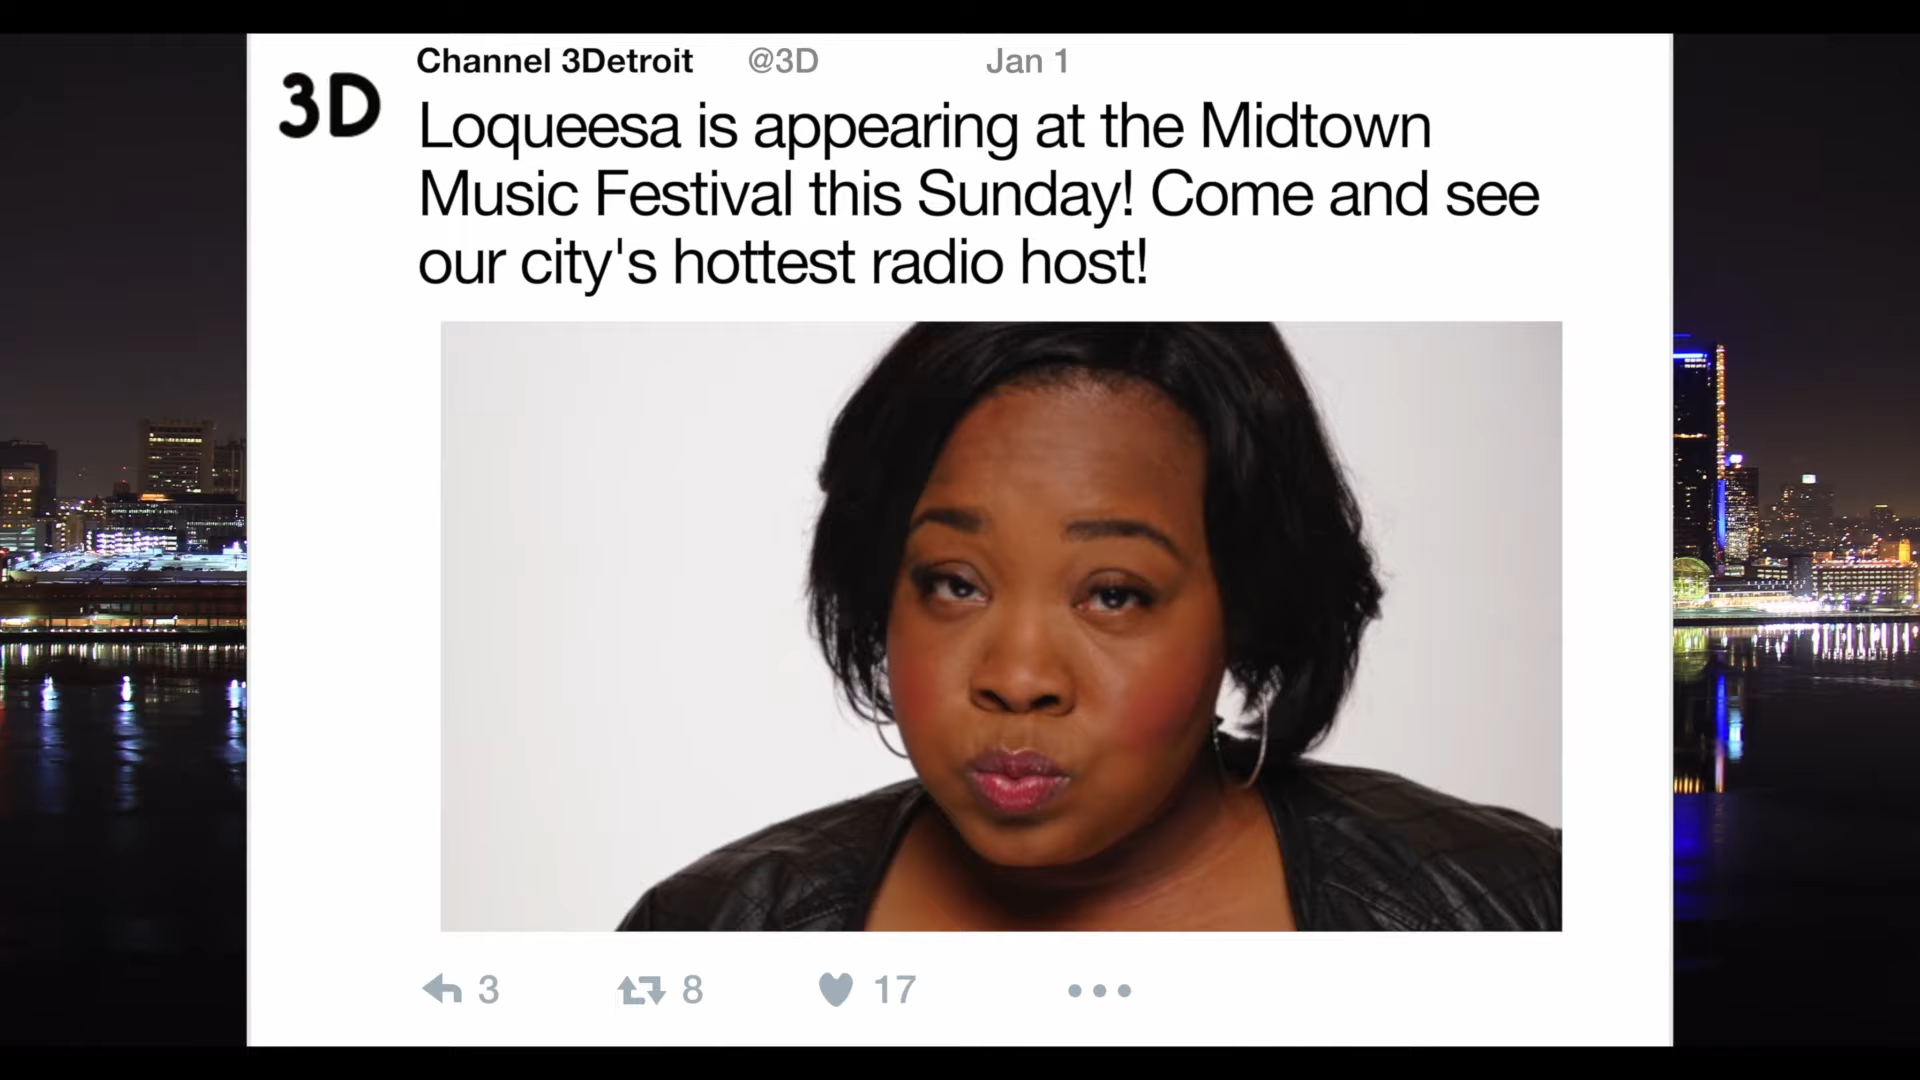 Channel 3Detroit @3D Jan 1
3D
Loqueesa is appearing at the Midtown
Music Festival this Sunday! Come and see
our city's hottest radio host!
3 8 17